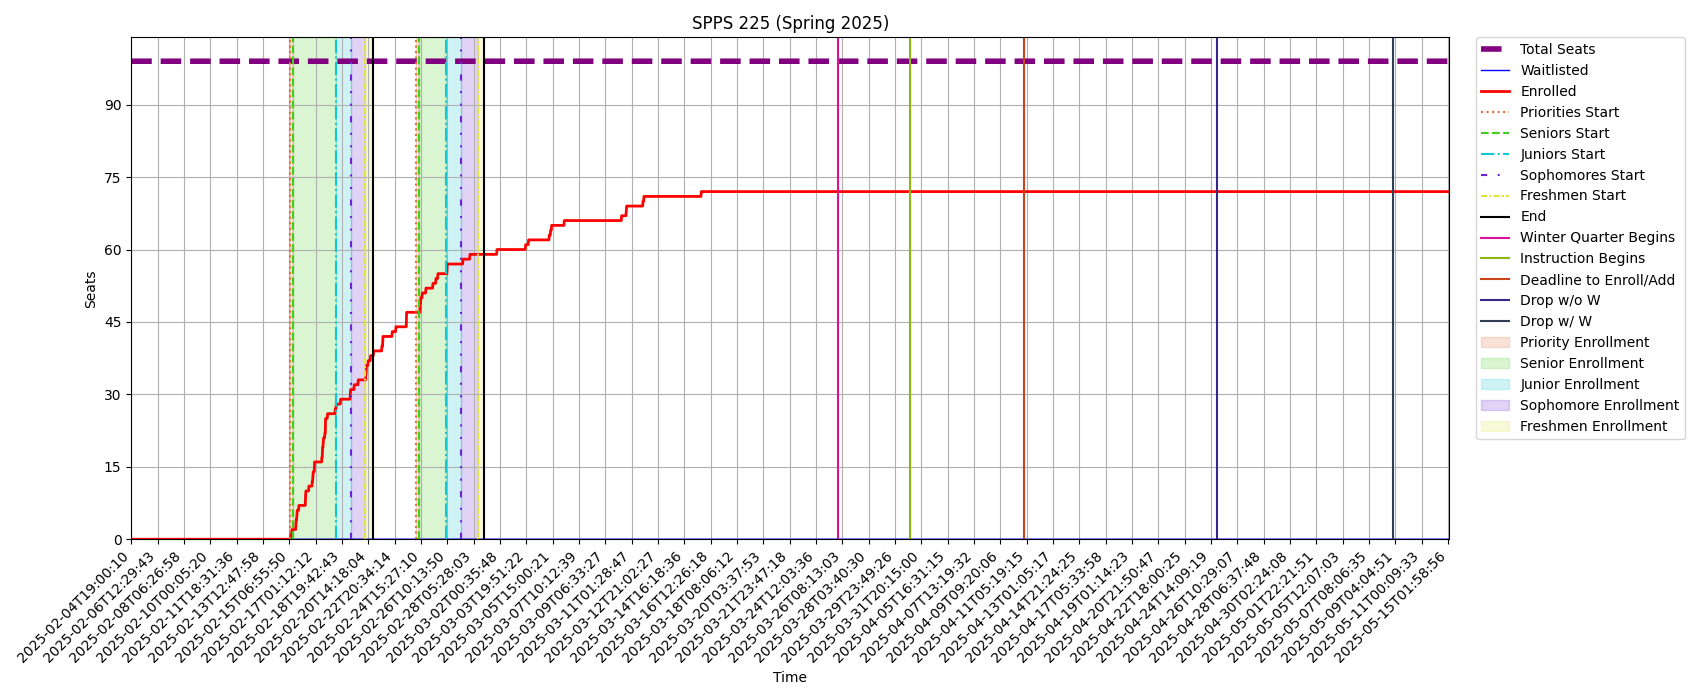 SPPS 225 (Spring 2025)
Seats
90
75
60
45
30
15
0
2025-02-04T19:00:10
2025-02-06T12:29:43
2025-02-08T06:26:58
2025-02-10T00:05:20
2025-02-11T18:31:36
2025-02-13T12:47:58
2025-02-15T06:55:50
2025-02-17T01:12:12
2025-02-18T19:42:43
2025-02-20T14:18:04
2025-02-22T20:34:14
2025-02-24T15:27:10
2025-02-26T10:13:50
2025-02-28T05:28:03
2025-03-02T00:35:48
2025-03-03T19:51:22
2025-03-05T15:00:21
2025-03-07T10:12:39
2025-03-09T06:33:27
2025-03-11T01:28:47
2025-03-12T21:02:27
2025-03-14T16:18:36
2025-03-16T12:26:18
2025-03-18T08:06:12
2025-03-20T03:37:53
2025-03-21T23:47:18
2025-03-24T12:03:36
2025-03-26T08:13:03
2025-03-28T03:40:30
2025-03-29T23:49:26
2025-03-31T20:15:00
2025-04-05T16:31:15
2025-04-07T13:19:32
2025-04-09T09:20:06
2025-04-11T05:19:15
2025-04-13T01:05:17
2025-04-14T21:24:25
2025-04-17T05:33:58
2025-04-19T01:14:23
2025-04-20T21:50:47
2025-04-22T18:00:25
2025-04-24T14:09:19
2025-04-26T10:29:07
2025-04-28T06:37:48
2025-04-30T02:24:08
2025-05-01T22:21:51
2025-05-05T12:07:03
2025-05-07T08:06:35
2025-05-09T04:04:51
2025-05-11T00:09:33
2025-05-15T01:58:56
Time
Total Seats
Waitlisted
Enrolled
Priorities Start
Seniors Start
Juniors Start
Sophomores Start
Freshmen Start
End
Winter Quarter Begins
Instruction Begins
Deadline to Enroll/Add
Drop w/o W
Drop w/ W
Priority Enrollment
Senior Enrollment
Junior Enrollment
Sophomore Enrollment
Freshmen Enrollment